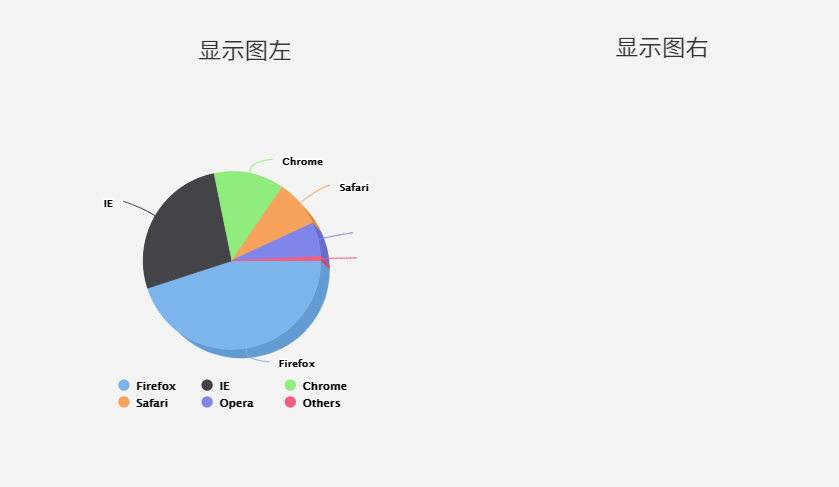 显示图左
显示图右
Chrome
Safari
IE
Firefox
Firefox IE Chrome
Safari Opera Others